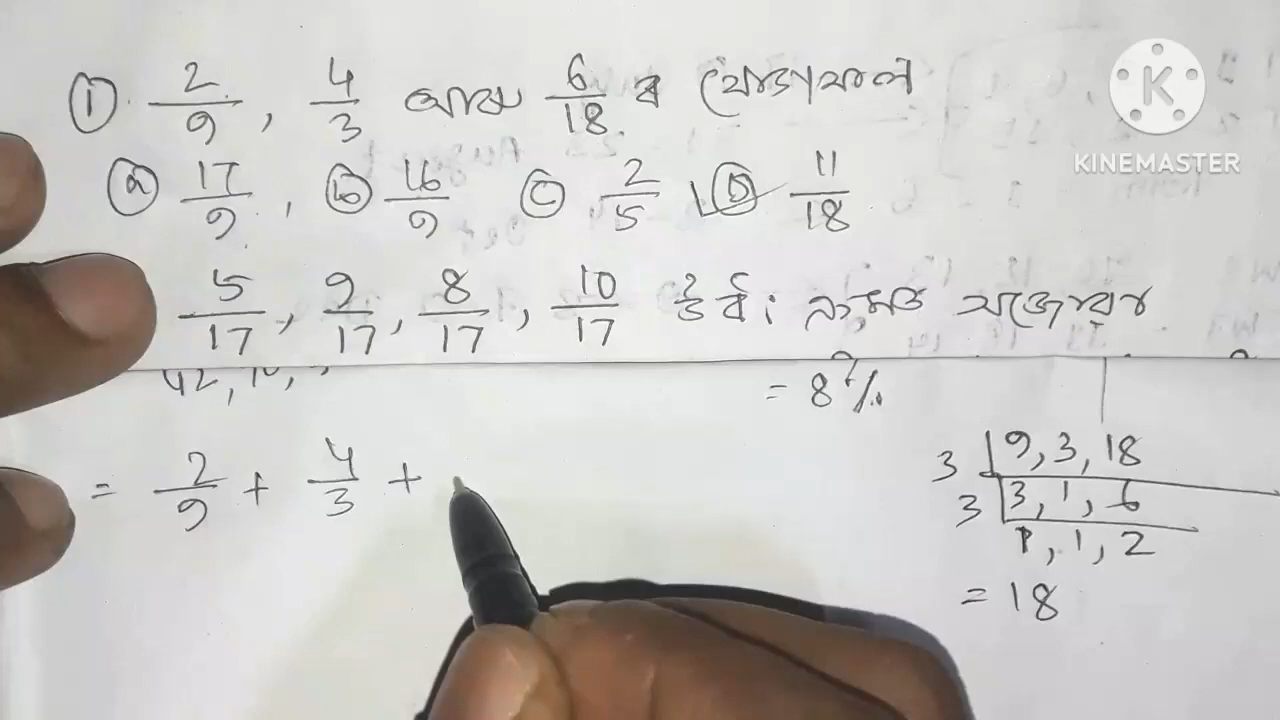 ① 2/9, 4/3 আৰু 6/18 ৰ যোগফল
ⓐ 17/9, ⓑ 16/9 ⓒ 2/5 ⓓ 11/18
5/17, 9/17, 8/17, 10/17
= 8 %
= 2/9 + 4/3 +
3 | 9, 3, 18
3 | 3, 1, 6
1, 1, 2
= 18
K
KINEMASTER